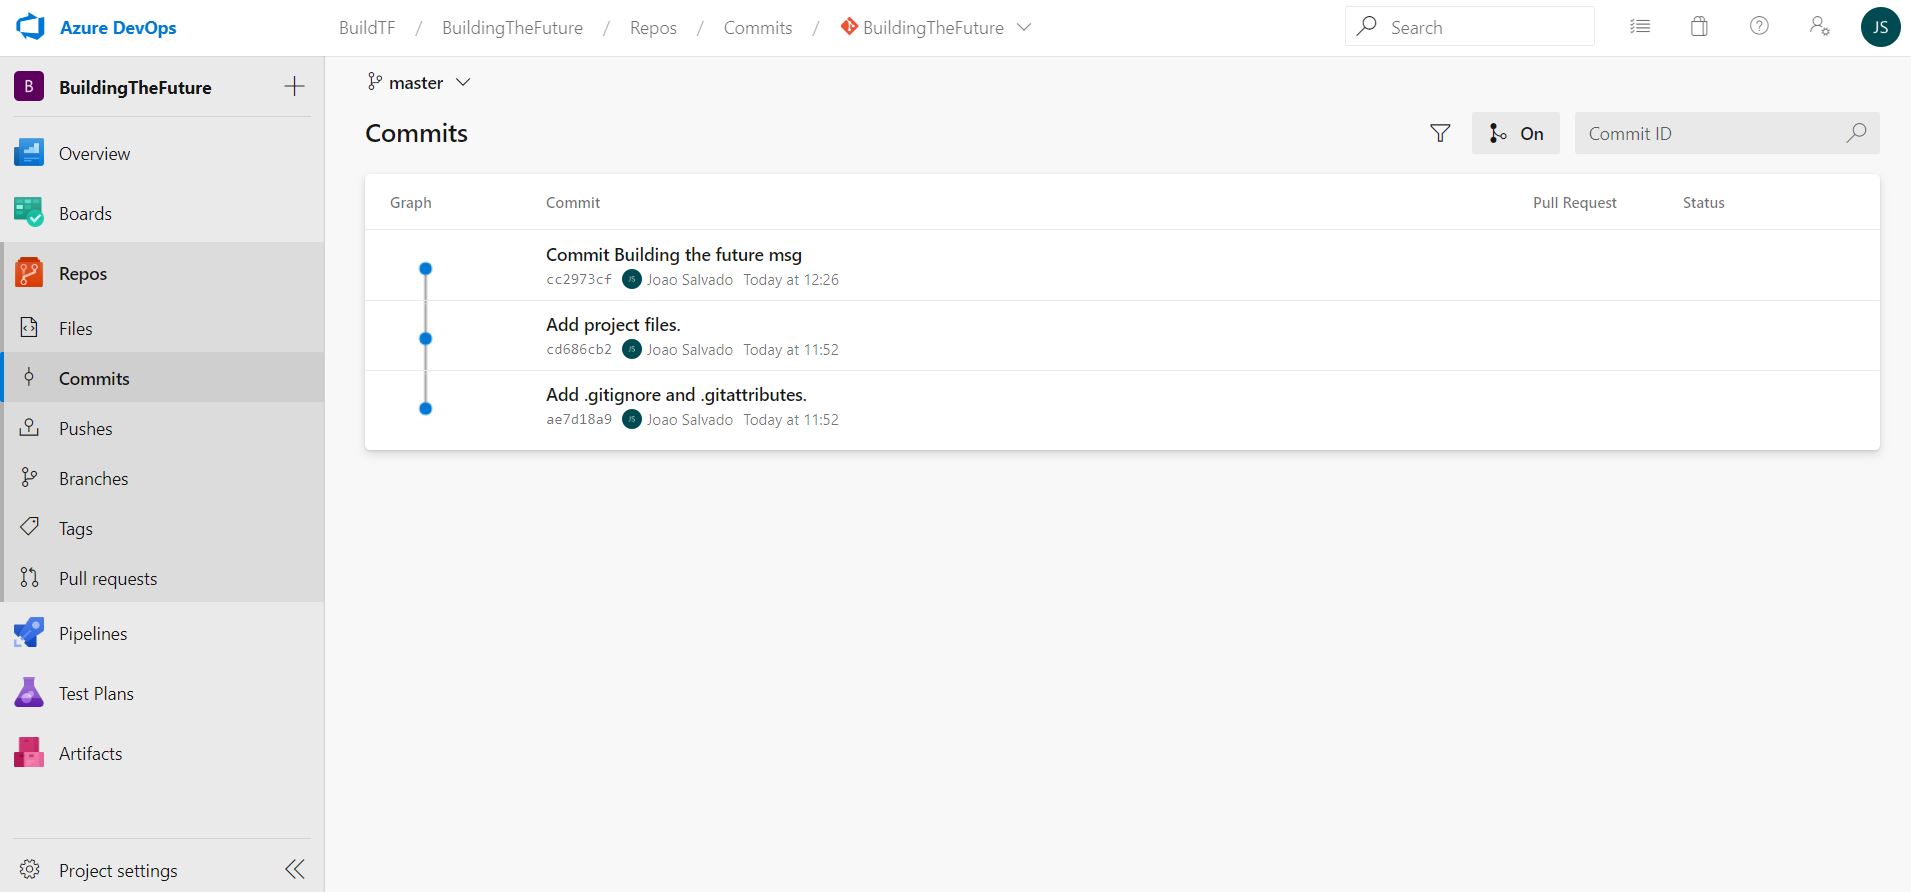 Azure DevOps
BuildTF / BuildingTheFuture / Repos / Commits / BuildingTheFuture
Search
JS
B BuildingTheFuture
Overview
Boards
Repos
Files
Commits
Pushes
Branches
Tags
Pull requests
Pipelines
Test Plans
Artifacts
Project settings
master
Commits
On
Commit ID
Graph Commit Pull Request Status
Commit Building the future msg
cc2973cf JS Joao Salvado Today at 12:26
Add project files.
cd686cb2 JS Joao Salvado Today at 11:52
Add .gitignore and .gitattributes.
ae7d18a9 JS Joao Salvado Today at 11:52